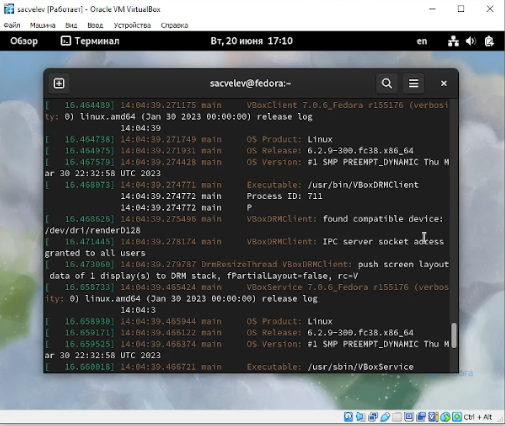 sacvelev [Работает] - Oracle VM VirtualBox
Файл Машина Вид Ввод Устройства Справка
Обзор Терминал Вт, 20 июня 17:10 en
sacvelev@fedora:~
[ 16.464489] 14:04:39.271175 main VBoxClient 7.0.6_Fedora r155176 (verbosi
ty: 0) linux.amd64 (Jan 30 2023 00:00:00) release log
14:04:39
[ 16.464738] 14:04:39.271749 main OS Product: Linux
[ 16.464975] 14:04:39.271931 main OS Release: 6.2.9-300.fc38.x86_64
[ 16.467579] 14:04:39.274428 main OS Version: #1 SMP PREEMPT_DYNAMIC Thu M
ar 30 22:32:58 UTC 2023
[ 16.468073] 14:04:39.274771 main Executable: /usr/bin/VBoxDRMClient
14:04:39.274772 main Process ID: 711
14:04:39.274772 main P
[ 16.468626] 14:04:39.275496 main VBoxDRMClient: found compatible device:
/dev/dri/renderD128
[ 16.471445] 14:04:39.278174 main VBoxDRMClient: IPC server socket access
granted to all users
[ 16.473060] 14:04:39.279769 DrmResizeThread VBoxDRMClient: push screen layout
data of 1 display(s) to DRM stack, fPartialLayout=false, rc=V
[ 16.658733] 14:04:39.465424 main VBoxService 7.0.6_Fedora r155176 (verbos
ity: 0) linux.amd64 (Jan 30 2023 00:00:00) release log
14:04:3
[ 16.658930] 14:04:39.465944 main OS Product: Linux
[ 16.659171] 14:04:39.466122 main OS Release: 6.2.9-300.fc38.x86_64
[ 16.659525] 14:04:39.466374 main OS Version: #1 SMP PREEMPT_DYNAMIC Thu M
ar 30 22:32:58 UTC 2023
[ 16.660018] 14:04:39.466721 main Executable: /usr/sbin/VBoxService
Ctrl + Alt